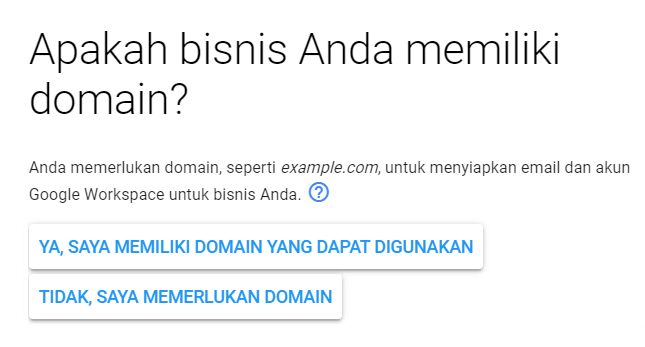 Apakah bisnis Anda memiliki
domain?
Anda memerlukan domain, seperti example.com, untuk menyiapkan email dan akun
Google Workspace untuk bisnis Anda. ?
YA, SAYA MEMILIKI DOMAIN YANG DAPAT DIGUNAKAN
TIDAK, SAYA MEMERLUKAN DOMAIN